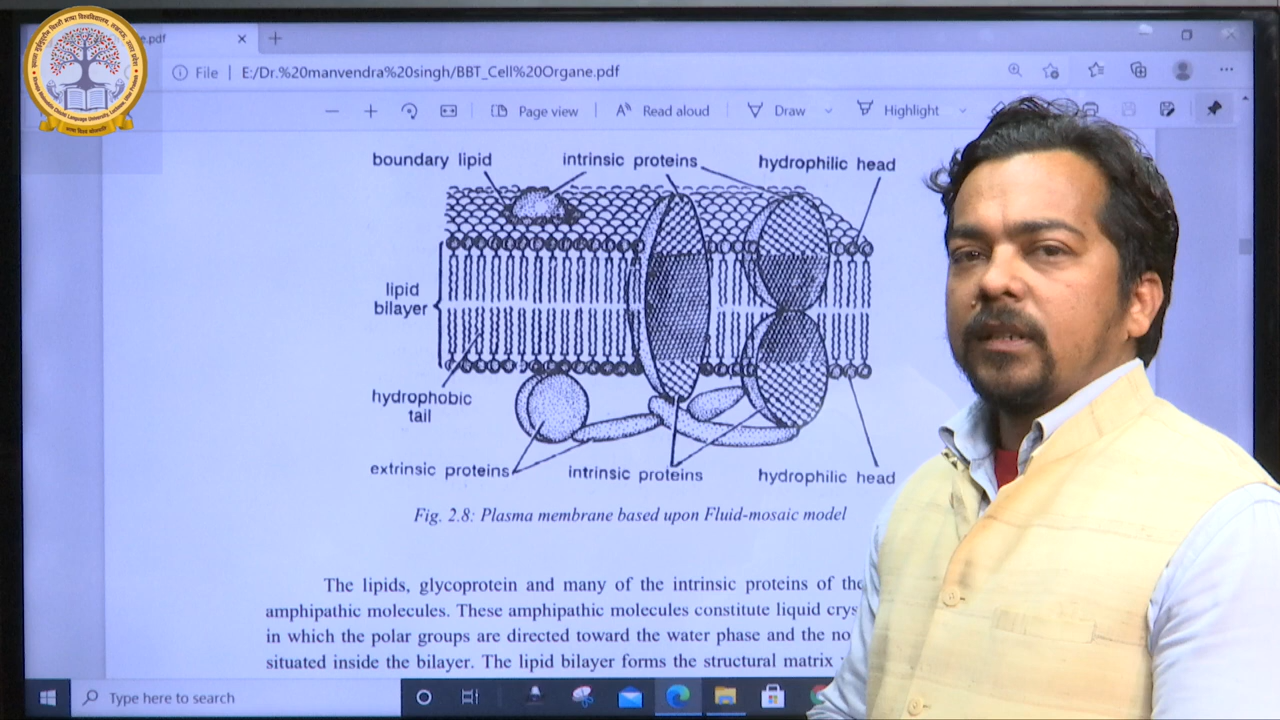 e.pdf
File E:/Dr.%20manvendra%20singh/BBT_Cell%20Organe.pdf
Page view Read aloud Draw Highlight
boundary lipid intrinsic proteins hydrophilic head
lipid
bilayer
hydrophobic
tail
extrinsic proteins intrinsic proteins hydrophilic head
Fig. 2.8: Plasma membrane based upon Fluid-mosaic model
The lipids, glycoprotein and many of the intrinsic proteins of the
amphipathic molecules. These amphipathic molecules constitute liquid crys
in which the polar groups are directed toward the water phase and the no
situated inside the bilayer. The lipid bilayer forms the structural matrix
Type here to search